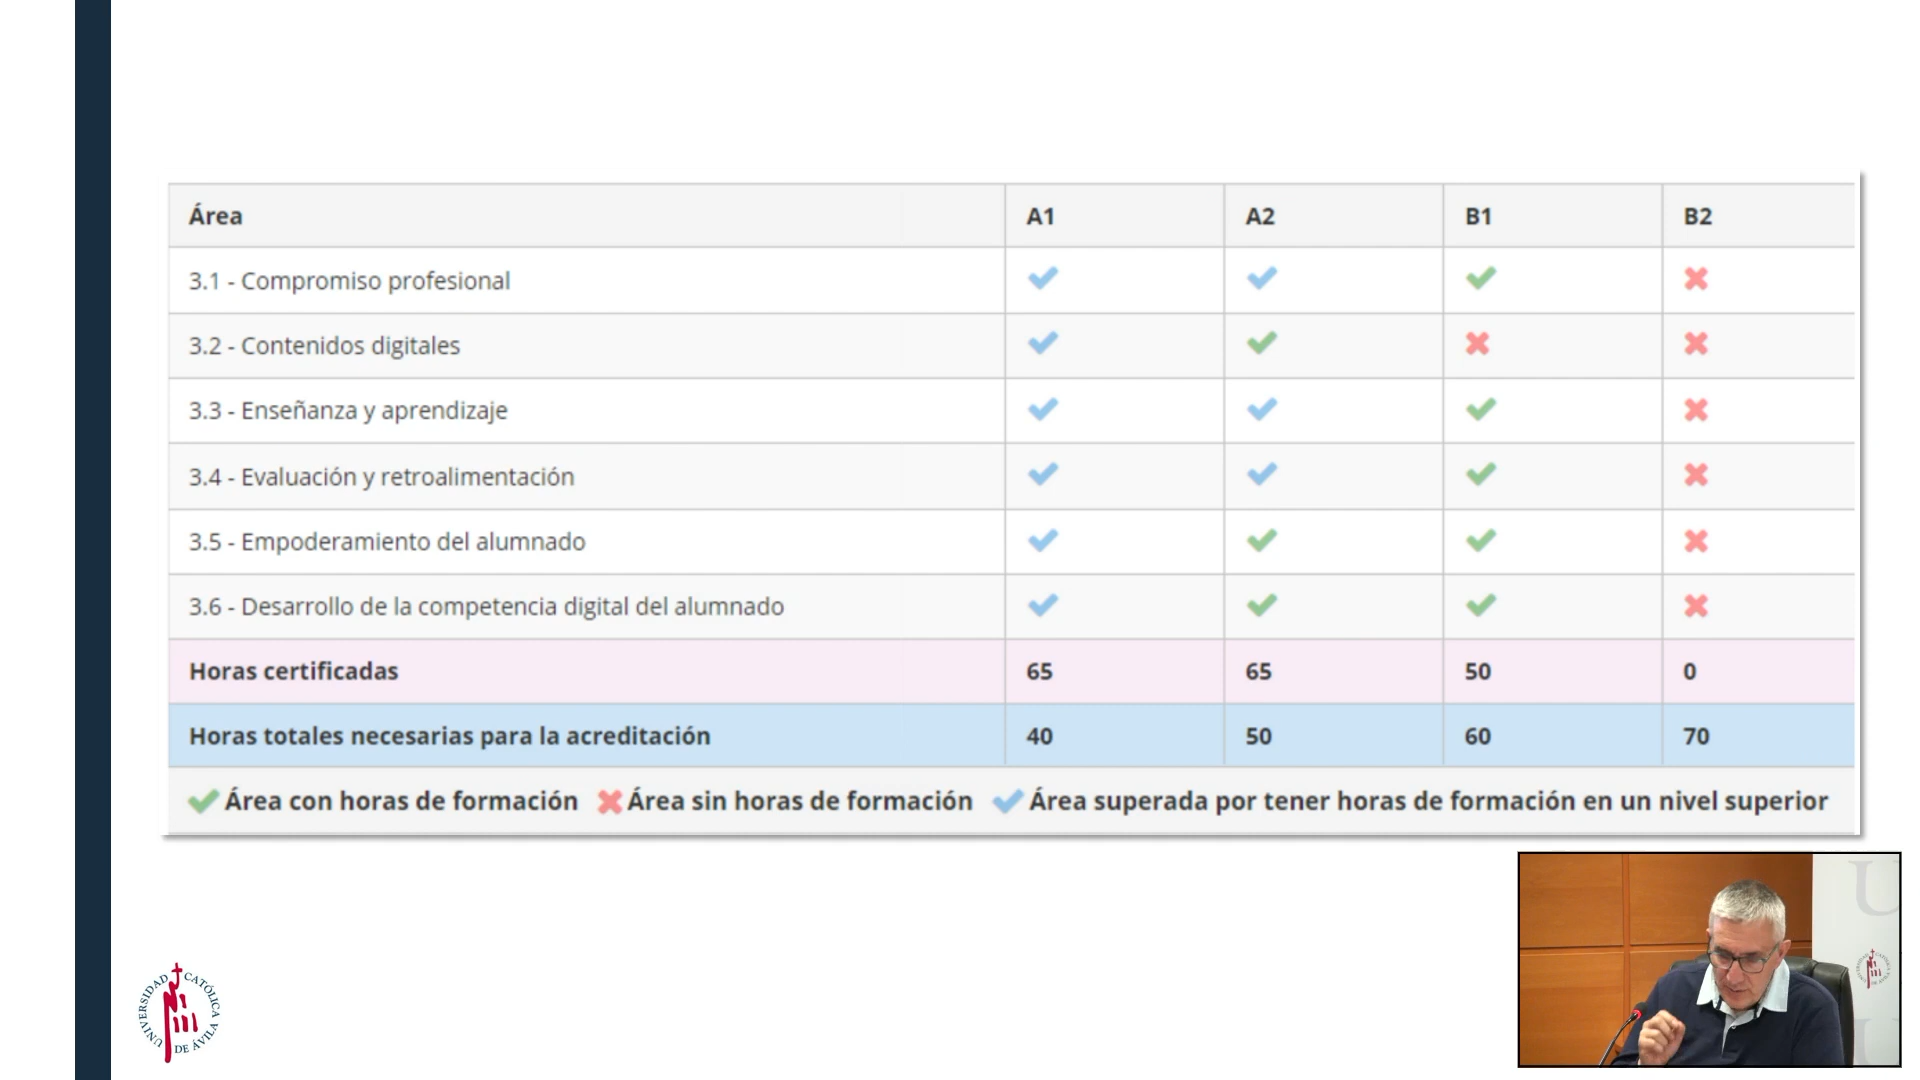 Área A1 A2 B1 B2
3.1 - Compromiso profesional
3.2 - Contenidos digitales
3.3 - Enseñanza y aprendizaje
3.4 - Evaluación y retroalimentación
3.5 - Empoderamiento del alumnado
3.6 - Desarrollo de la competencia digital del alumnado
Horas certificadas 65 65 50 0
Horas totales necesarias para la acreditación 40 50 60 70
Área con horas de formación Área sin horas de formación Área superada por tener horas de formación en un nivel superior
UNIVERSIDAD CATÓLICA DE ÁVILA
U